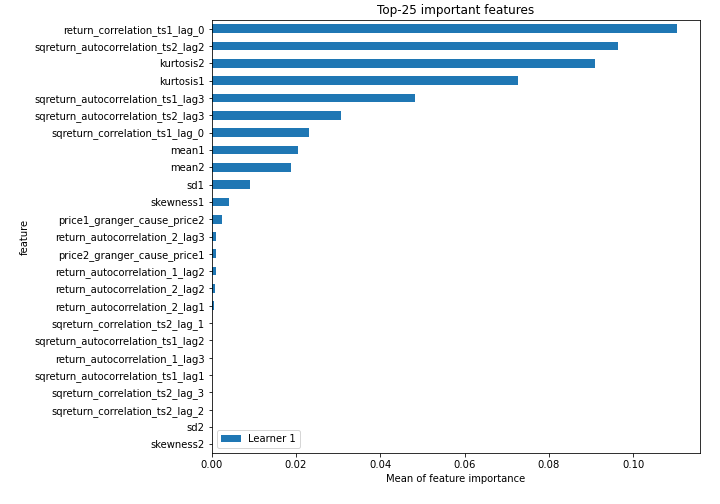 Top-25 important features
return_correlation_ts1_lag_0
sqreturn_autocorrelation_ts2_lag2
kurtosis2
kurtosis1
sqreturn_autocorrelation_ts1_lag3
sqreturn_autocorrelation_ts2_lag3
sqreturn_correlation_ts1_lag_0
mean1
mean2
sd1
skewness1
price1_granger_cause_price2
return_autocorrelation_2_lag3
price2_granger_cause_price1
return_autocorrelation_1_lag2
return_autocorrelation_2_lag2
return_autocorrelation_2_lag1
sqreturn_correlation_ts2_lag_1
sqreturn_autocorrelation_ts1_lag2
return_autocorrelation_1_lag3
sqreturn_autocorrelation_ts1_lag1
sqreturn_correlation_ts2_lag_3
sqreturn_correlation_ts2_lag_2
sd2
skewness2
feature
Learner 1
0.00 0.02 0.04 0.06 0.08 0.10
Mean of feature importance